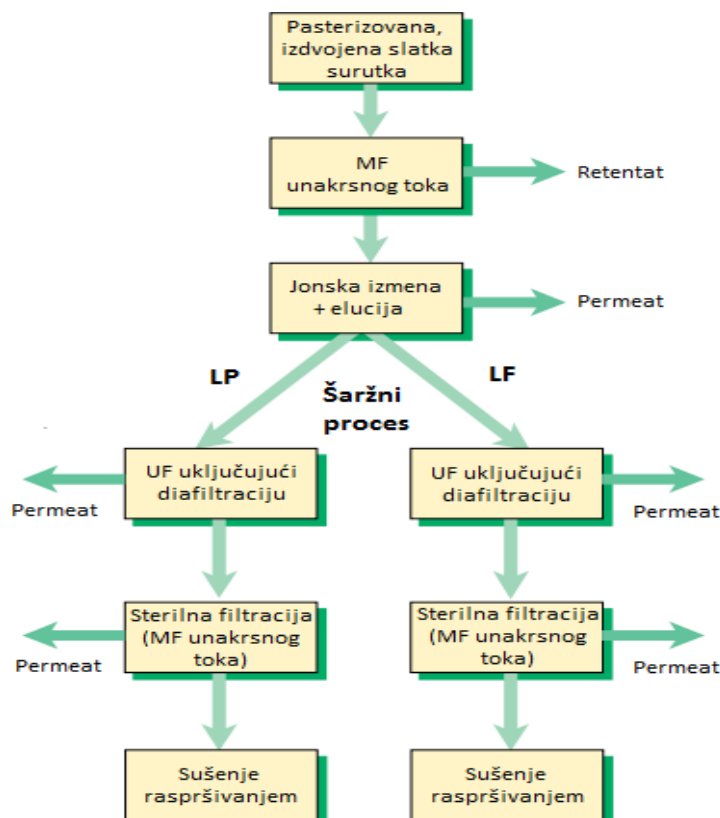 Pasterizovana,
izdvojena slatka
surutka
MF
unakrsnog toka
Retentat
Jonska izmena
+ elucija
Permeat
LP
LF
Šaržni
proces
UF uključujući
diafiltraciju
Permeat
UF uključujući
diafiltraciju
Permeat
Sterilna filtracija
(MF unakrsnog
toka)
Permeat
Sterilna filtracija
(MF unakrsnog
toka)
Permeat
Sušenje
raspršivanjem
Sušenje
raspršivanjem